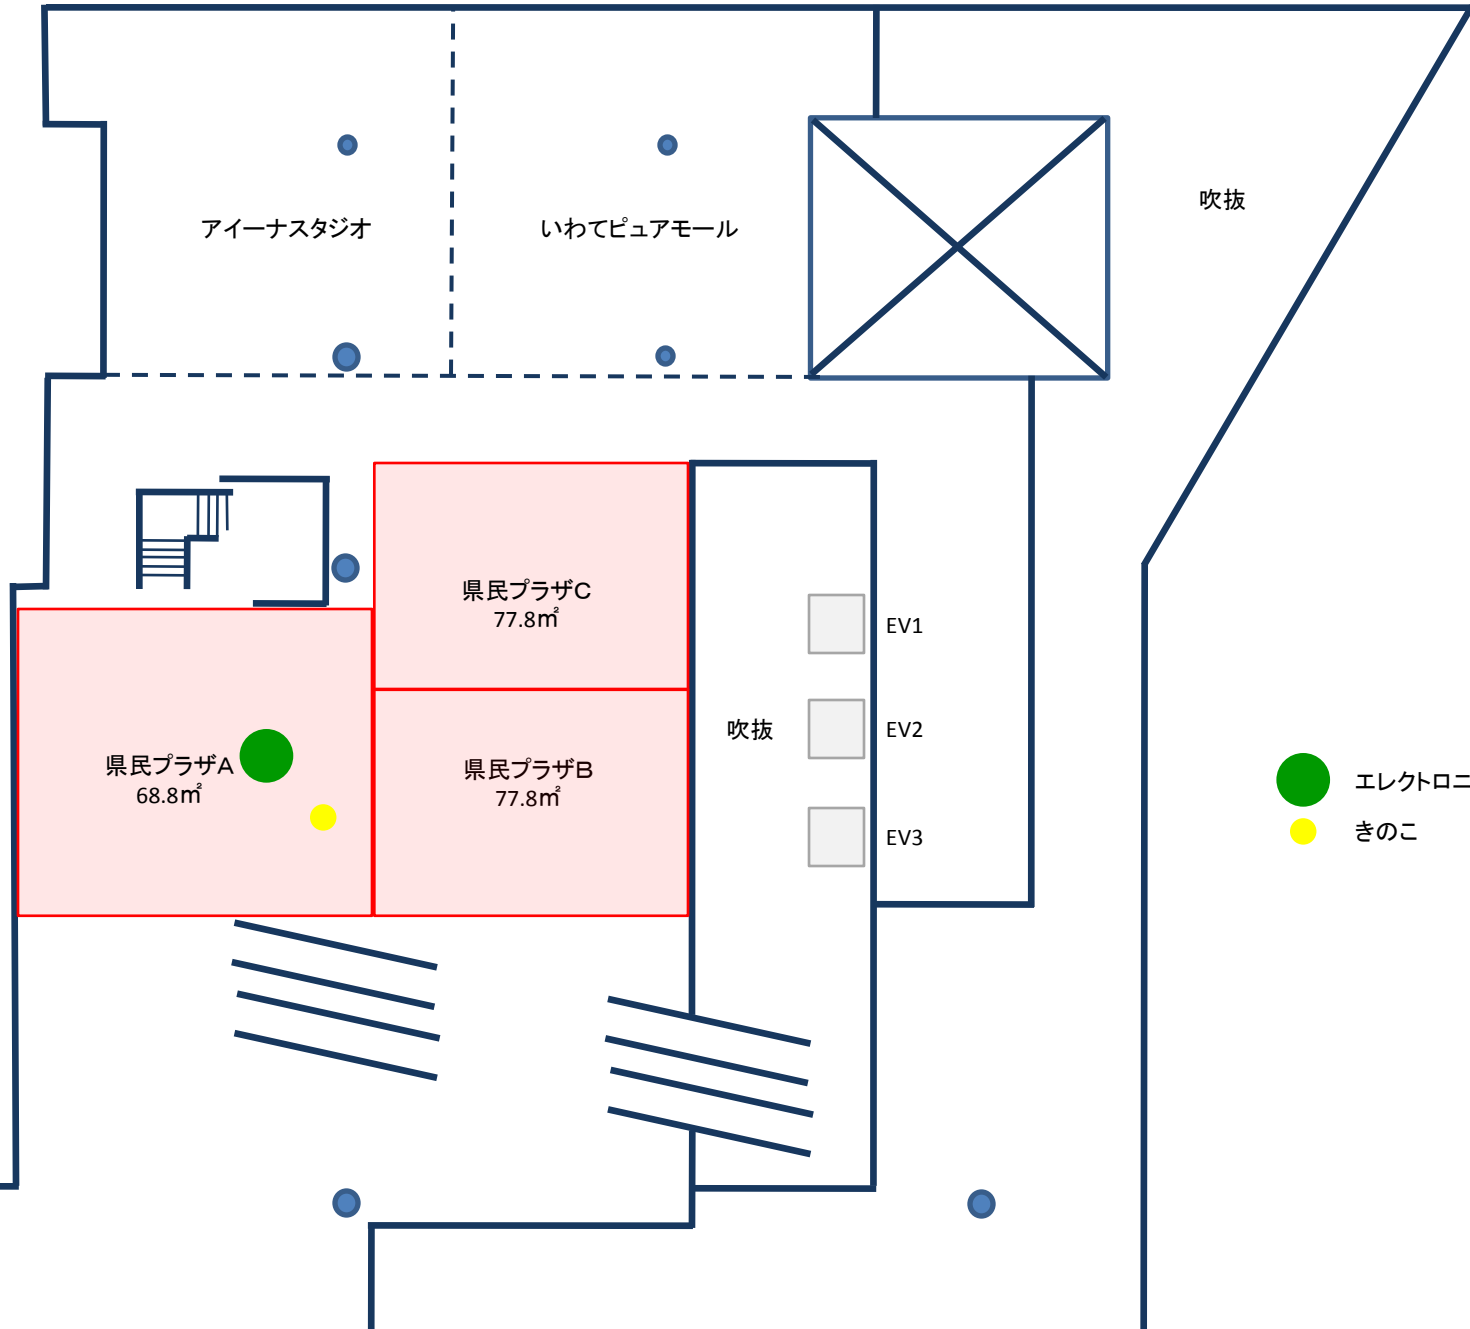 吹抜
アイーナスタジオ
いわてピュアモール
県民プラザC
77.8㎡
EV1
吹抜
EV2
県民プラザA
68.8㎡
県民プラザB
77.8㎡
エレクトロニ
きのこ
EV3